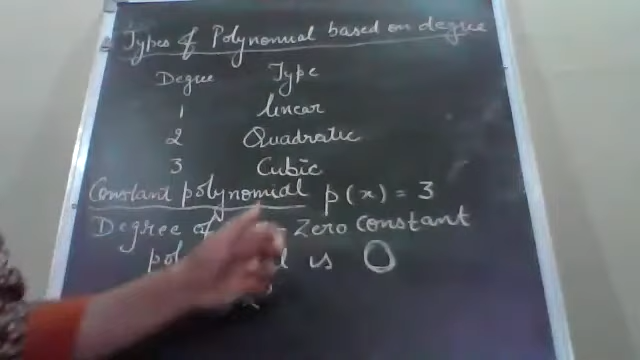 Types of Polynomial based on degree
Degree Type
1 linear
2 Quadratic
3 Cubic
Constant polynomial p(x) = 3
Degree of Zero constant
is 0